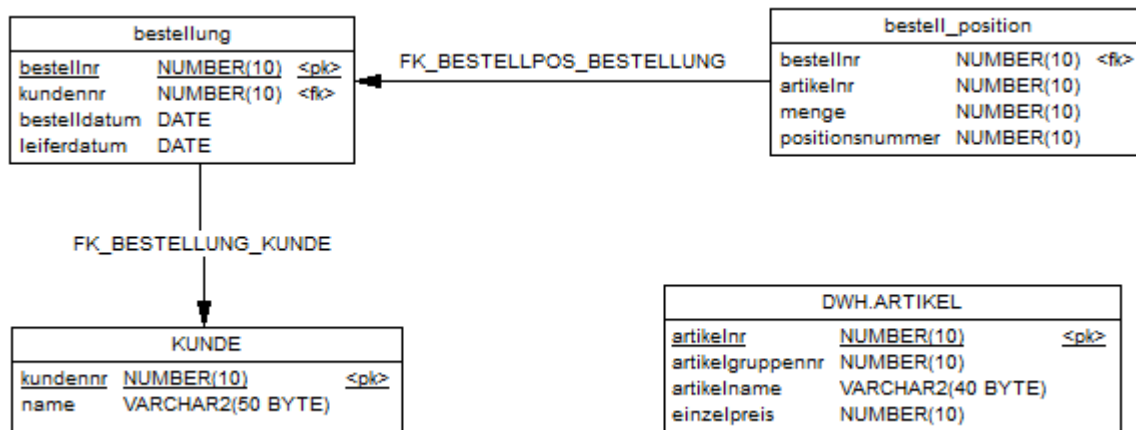 bestellung
bestellnr NUMBER(10) <pk>
kundennr NUMBER(10) <fk>
bestelldatum DATE
leiferdatum DATE
FK_BESTELLPOS_BESTELLUNG
bestell_position
bestellnr NUMBER(10) <fk>
artikelnr NUMBER(10)
menge NUMBER(10)
positionsnummer NUMBER(10)
FK_BESTELLUNG_KUNDE
KUNDE
kundennr NUMBER(10) <pk>
name VARCHAR2(50 BYTE)
DWH.ARTIKEL
artikelnr NUMBER(10) <pk>
artikelgruppennr NUMBER(10)
artikelname VARCHAR2(40 BYTE)
einzelpreis NUMBER(10)